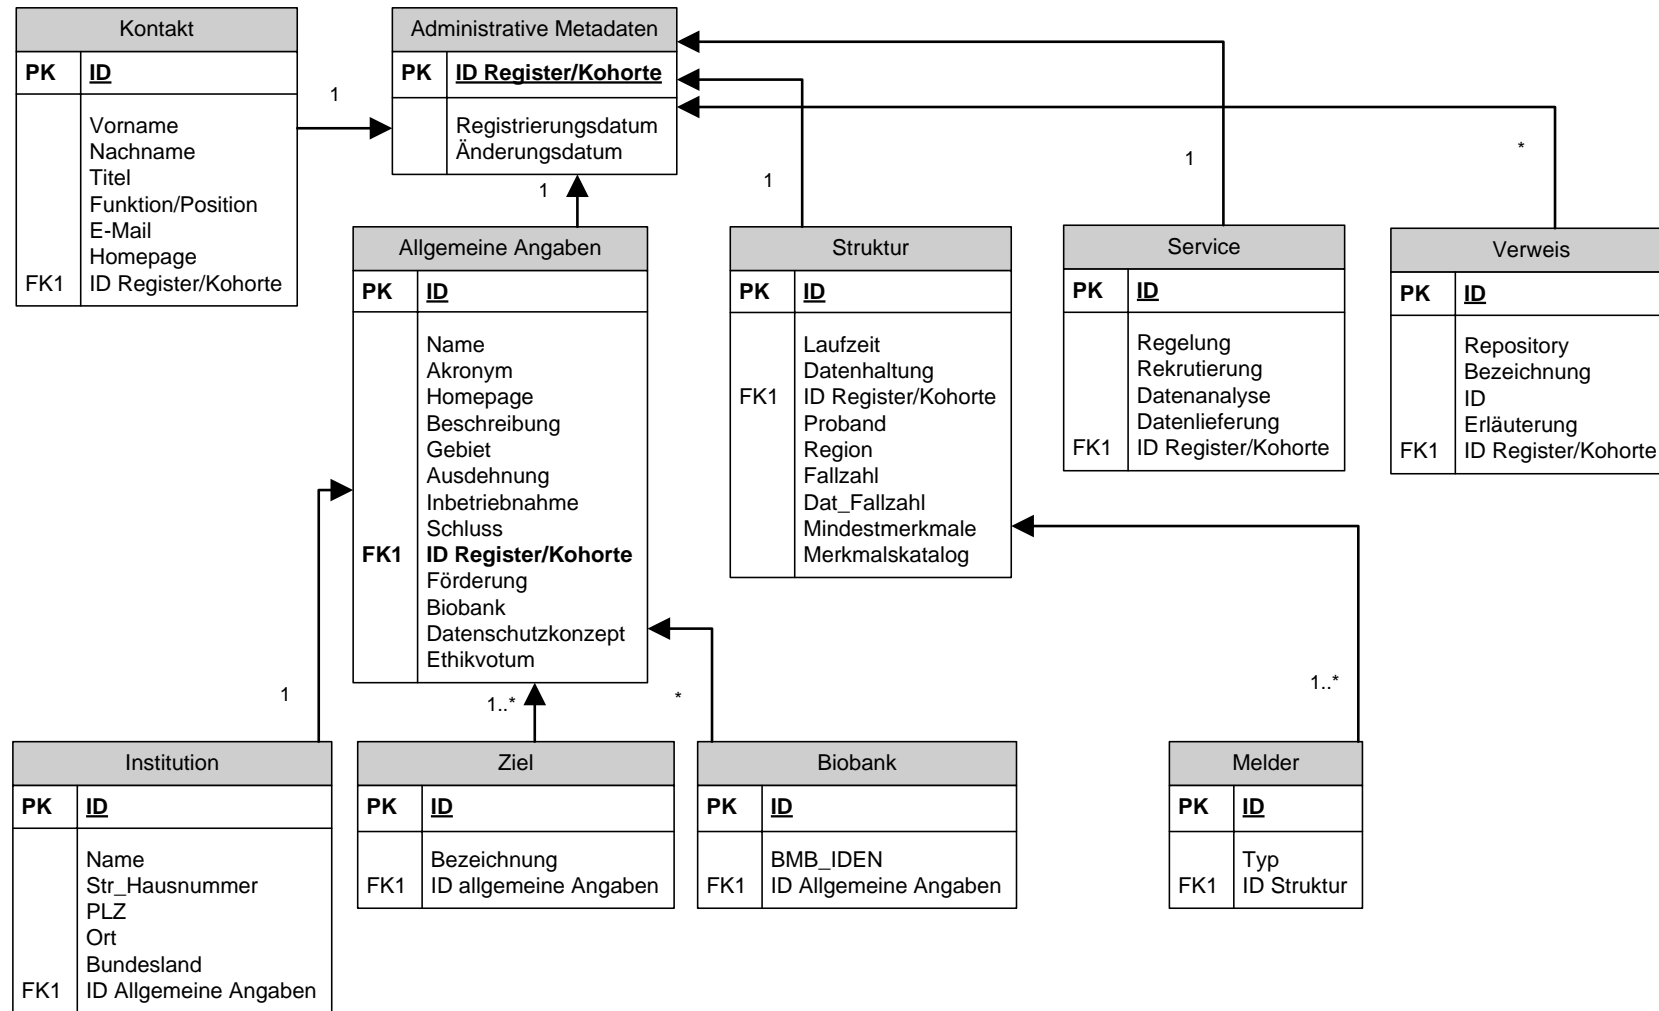 Kontakt
PK ID
Vorname
Nachname
Titel
Funktion/Position
E-Mail
Homepage
FK1 ID Register/Kohorte
1
Administrative Metadaten
PK ID Register/Kohorte
Registrierungsdatum
Änderungsdatum
1
1
1
*
Allgemeine Angaben
PK ID
Name
Akronym
Homepage
Beschreibung
Gebiet
Ausdehnung
Inbetriebnahme
Schluss
FK1 ID Register/Kohorte
Förderung
Biobank
Datenschutzkonzept
Ethikvotum
Struktur
PK ID
Laufzeit
Datenhaltung
FK1 ID Register/Kohorte
Proband
Region
Fallzahl
Dat_Fallzahl
Mindestmerkmale
Merkmalskatalog
Service
PK ID
Regelung
Rekrutierung
Datenanalyse
Datenlieferung
FK1 ID Register/Kohorte
Verweis
PK ID
Repository
Bezeichnung
ID
Erläuterung
FK1 ID Register/Kohorte
1
1..*
*
1..*
Institution
PK ID
Name
Str_Hausnummer
PLZ
Ort
Bundesland
FK1 ID Allgemeine Angaben
Ziel
PK ID
Bezeichnung
FK1 ID allgemeine Angaben
Biobank
PK ID
BMB_IDEN
FK1 ID Allgemeine Angaben
Melder
PK ID
Typ
FK1 ID Struktur